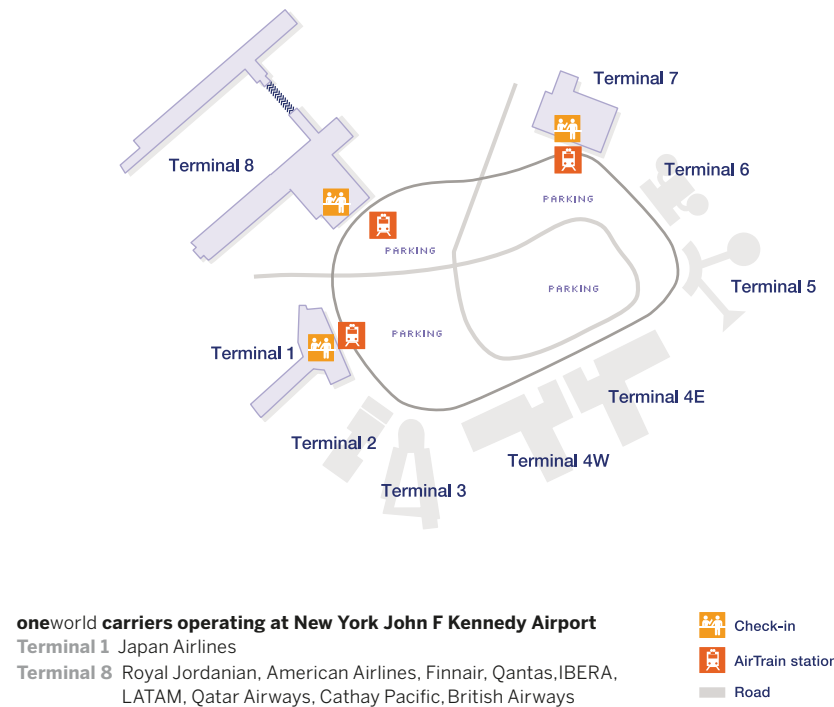 Terminal 7
Terminal 8
Terminal 6
PARKING
PARKING
Terminal 5
PARKING
PARKING
Terminal 1
Terminal 4E
Terminal 2
Terminal 4W
Terminal 3
oneworld carriers operating at New York John F Kennedy Airport
Terminal 1 Japan Airlines
Terminal 8 Royal Jordanian, American Airlines, Finnair, Qantas,IBERA,
LATAM, Qatar Airways, Cathay Pacific, British Airways
Check-in
AirTrain station
Road